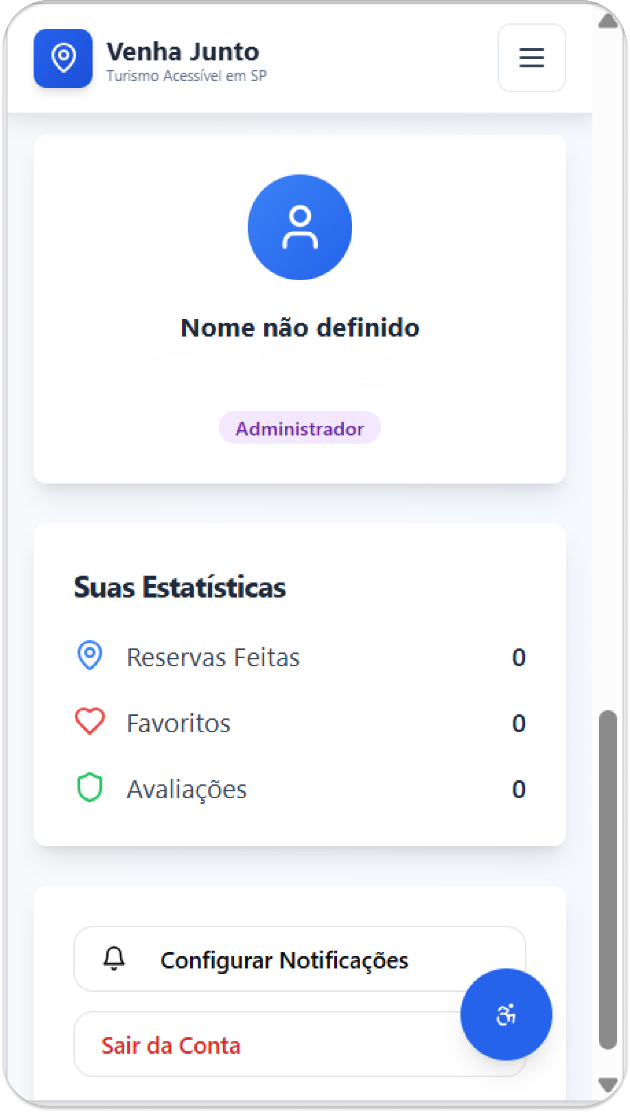 Venha Junto
Turismo Acessível em SP
Nome não definido
Administrador
Suas Estatísticas
Reservas Feitas 0
Favoritos 0
Avaliações 0
Configurar Notificações
Sair da Conta